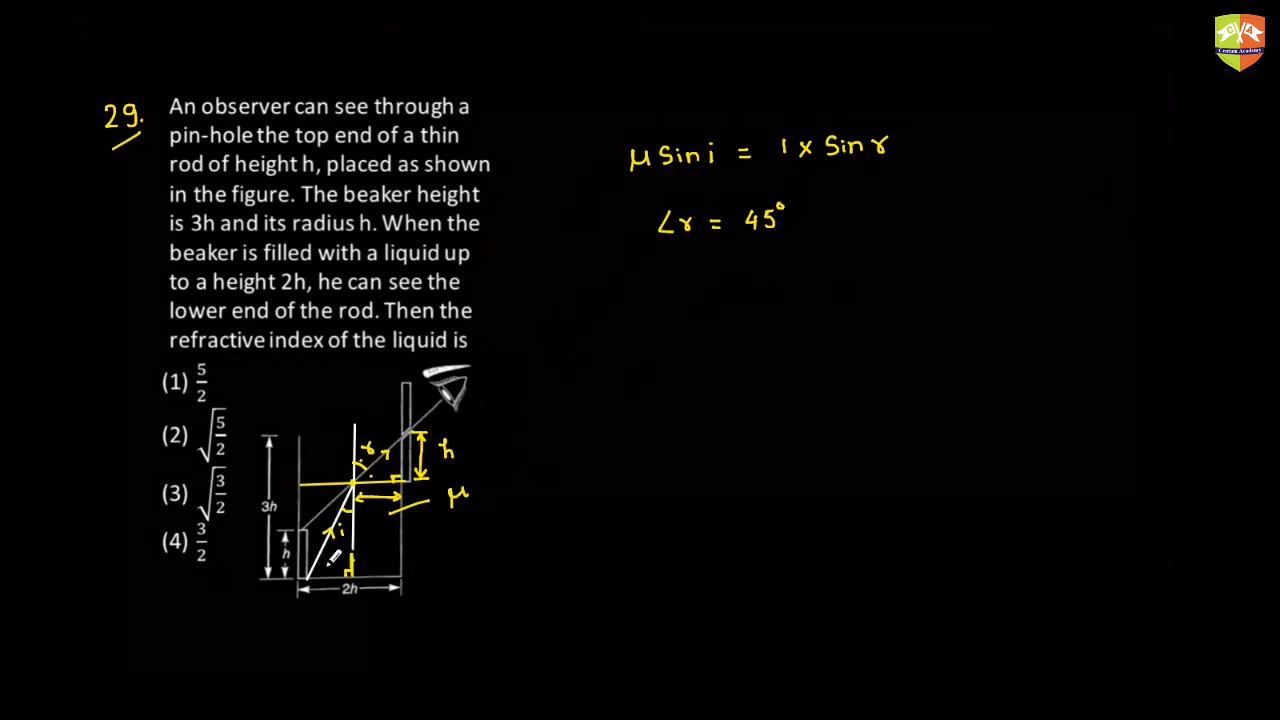 29.
An observer can see through a
pin-hole the top end of a thin
rod of height h, placed as shown
in the figure. The beaker height
is 3h and its radius h. When the
beaker is filled with a liquid up
to a height 2h, he can see the
lower end of the rod. Then the
refractive index of the liquid is
(1) 5/2
(2) √(5/2)
(3) √(3/2)
(4) 3/2
μ Sin i = 1 × Sin r
∠r = 45°
r
h
μ
i
3h
h
2h
Centum Academy